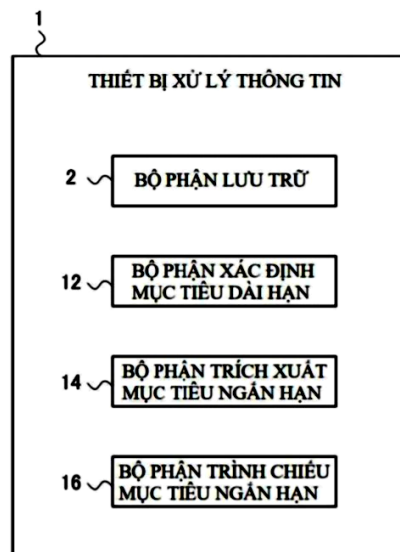 1
THIẾT BỊ XỬ LÝ THÔNG TIN
2
BỘ PHẬN LƯU TRỮ
12
BỘ PHẬN XÁC ĐỊNH
MỤC TIÊU DÀI HẠN
14
BỘ PHẬN TRÍCH XUẤT
MỤC TIÊU NGẮN HẠN
16
BỘ PHẬN TRÌNH CHIẾU
MỤC TIÊU NGẮN HẠN